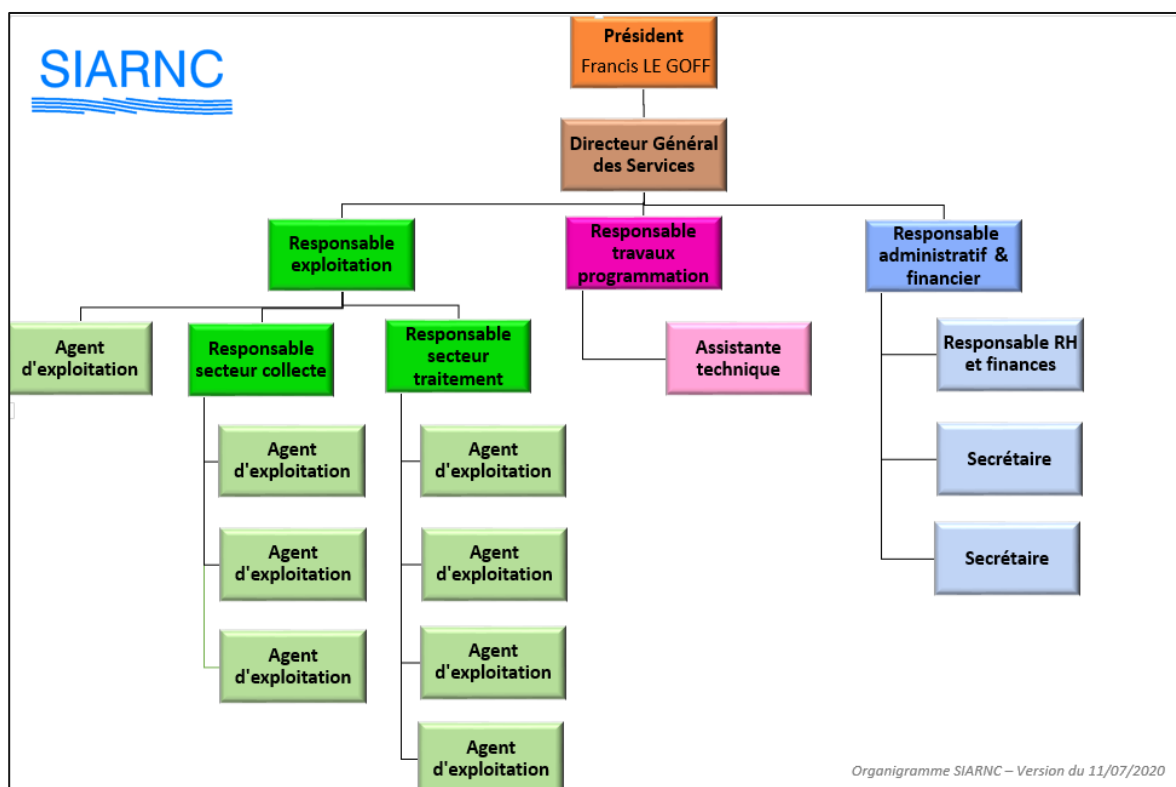 SIARNC
Président
Francis LE GOFF
Directeur Général
des Services
Responsable
exploitation
Responsable
travaux
programmation
Responsable
administratif &
financier
Agent
d'exploitation
Responsable
secteur collecte
Responsable
secteur
traitement
Assistante
technique
Responsable RH
et finances
Agent
d'exploitation
Agent
d'exploitation
Secrétaire
Agent
d'exploitation
Agent
d'exploitation
Secrétaire
Agent
d'exploitation
Agent
d'exploitation
Agent
d'exploitation
Organigramme SIARNC – Version du 11/07/2020